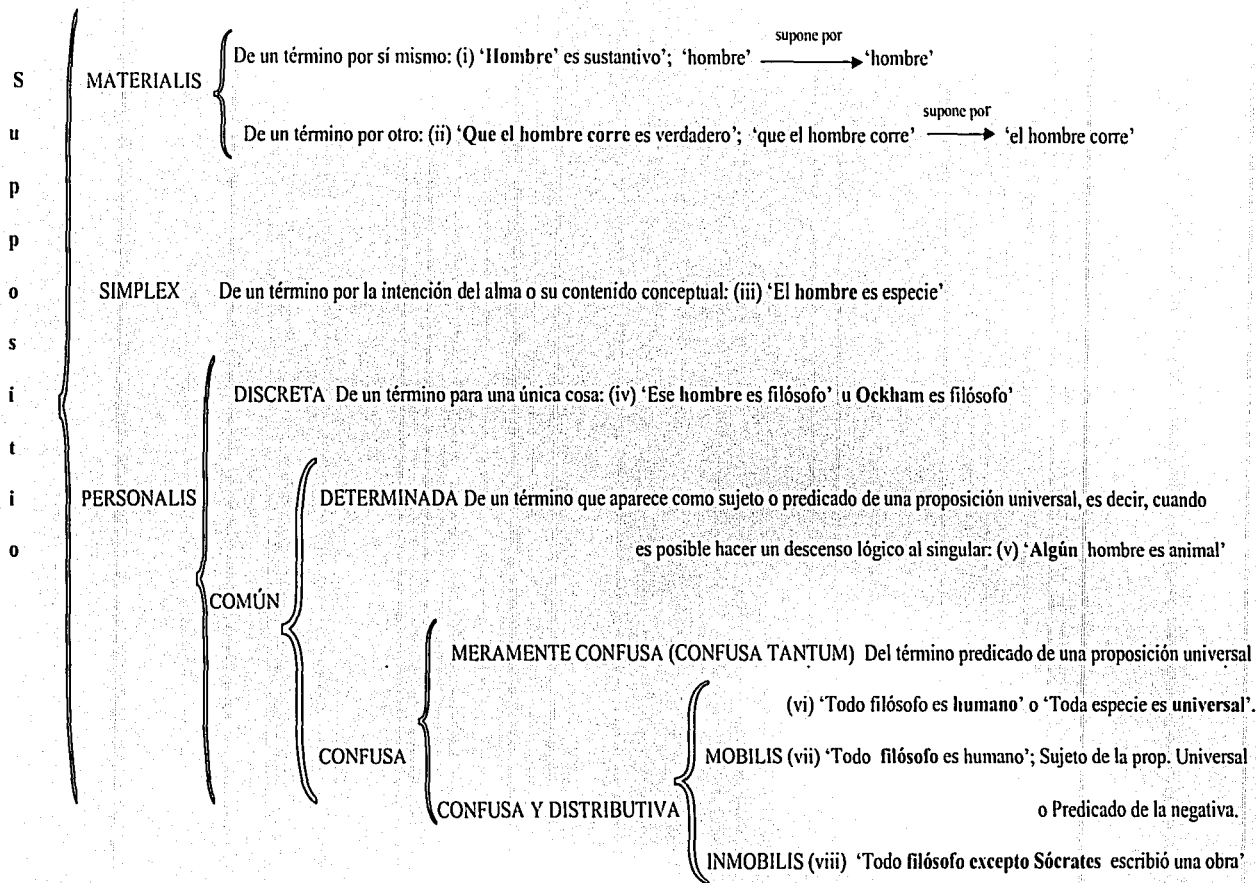 Suppositio
MATERIALIS
De un término por sí mismo: (i) ‘Hombre’ es sustantivo’; ‘hombre’ supone por ‘hombre’
De un término por otro: (ii) ‘Que el hombre corre es verdadero’; ‘que el hombre corre’ supone por ‘el hombre corre’
SIMPLEX De un término por la intención del alma o su contenido conceptual: (iii) ‘El hombre es especie’
PERSONALIS
DISCRETA De un término para una única cosa: (iv) ‘Ese hombre es filósofo’ u Ockham es filósofo’
COMÚN
DETERMINADA De un término que aparece como sujeto o predicado de una proposición universal, es decir, cuando
es posible hacer un descenso lógico al singular: (v) ‘Algún hombre es animal’
CONFUSA
MERAMENTE CONFUSA (CONFUSA TANTUM) Del término predicado de una proposición universal
(vi) ‘Todo filósofo es humano’ o ‘Toda especie es universal’.
CONFUSA Y DISTRIBUTIVA
MOBILIS (vii) ‘Todo filósofo es humano’; Sujeto de la prop. Universal
o Predicado de la negativa.
INMOBILIS (viii) ‘Todo filósofo excepto Sócrates escribió una obra’